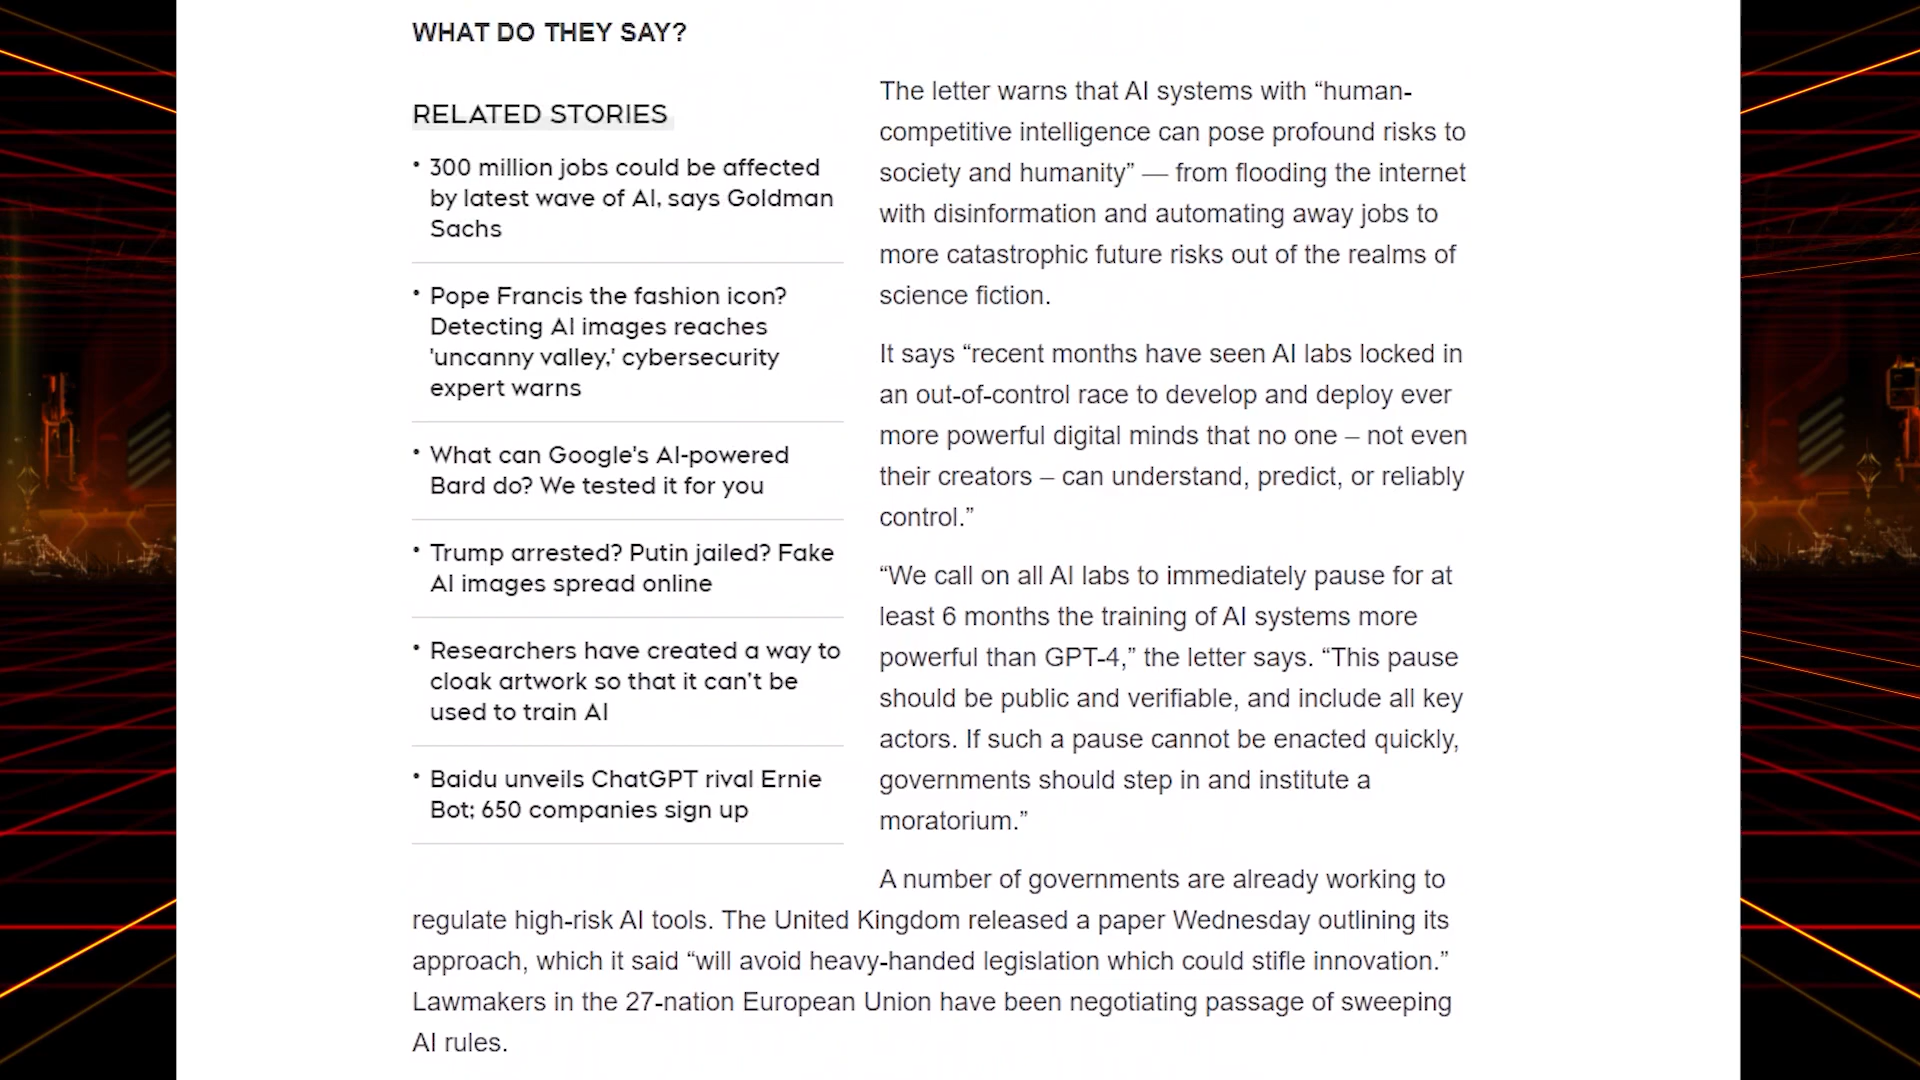 WHAT DO THEY SAY?
RELATED STORIES
• 300 million jobs could be affected
by latest wave of AI, says Goldman
Sachs
• Pope Francis the fashion icon?
Detecting AI images reaches
'uncanny valley,' cybersecurity
expert warns
• What can Google's AI-powered
Bard do? We tested it for you
• Trump arrested? Putin jailed? Fake
AI images spread online
• Researchers have created a way to
cloak artwork so that it can't be
used to train AI
• Baidu unveils ChatGPT rival Ernie
Bot; 650 companies sign up
The letter warns that AI systems with “human-
competitive intelligence can pose profound risks to
society and humanity” — from flooding the internet
with disinformation and automating away jobs to
more catastrophic future risks out of the realms of
science fiction.
It says “recent months have seen AI labs locked in
an out-of-control race to develop and deploy ever
more powerful digital minds that no one – not even
their creators – can understand, predict, or reliably
control.”
“We call on all AI labs to immediately pause for at
least 6 months the training of AI systems more
powerful than GPT-4,” the letter says. “This pause
should be public and verifiable, and include all key
actors. If such a pause cannot be enacted quickly,
governments should step in and institute a
moratorium.”
A number of governments are already working to
regulate high-risk AI tools. The United Kingdom released a paper Wednesday outlining its
approach, which it said “will avoid heavy-handed legislation which could stifle innovation.”
Lawmakers in the 27-nation European Union have been negotiating passage of sweeping
AI rules.